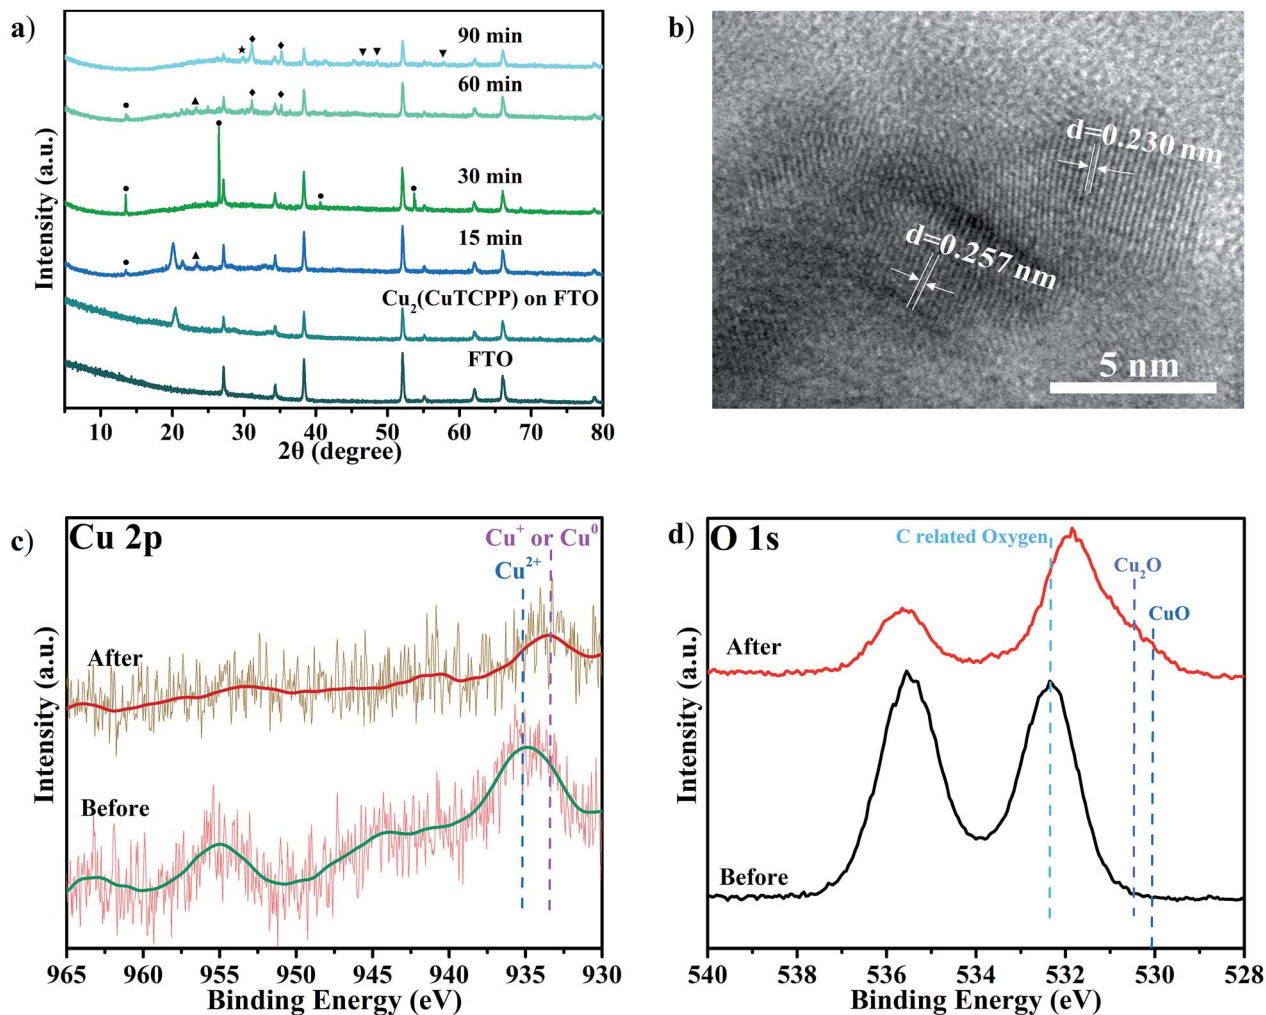 a)
90 min
60 min
30 min
15 min
Cu₂(CuTCPP) on FTO
FTO
Intensity (a.u.)
10 20 30 40 50 60 70 80
2θ (degree)
b)
d=0.230 nm
d=0.257 nm
5 nm
c)
Cu 2p
Cu⁺ or Cu⁰
Cu²⁺
After
Before
Intensity (a.u.)
965 960 955 950 945 940 935 930
Binding Energy (eV)
d)
O 1s
C related Oxygen
Cu₂O
CuO
After
Before
Intensity (a.u.)
540 538 536 534 532 530 528
Binding Energy (eV)